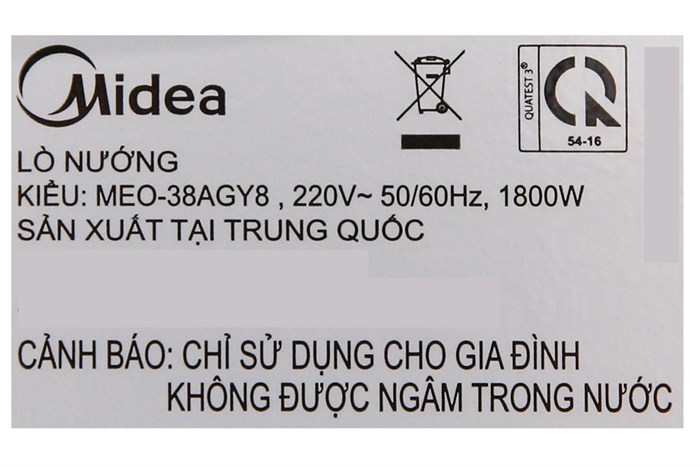 Midea
QUATEST 3®
54-16
LÒ NƯỚNG
KIỂU: MEO-38AGY8 , 220V~ 50/60Hz, 1800W
SẢN XUẤT TẠI TRUNG QUỐC
CẢNH BÁO: CHỈ SỬ DỤNG CHO GIA ĐÌNH
KHÔNG ĐƯỢC NGÂM TRONG NƯỚC